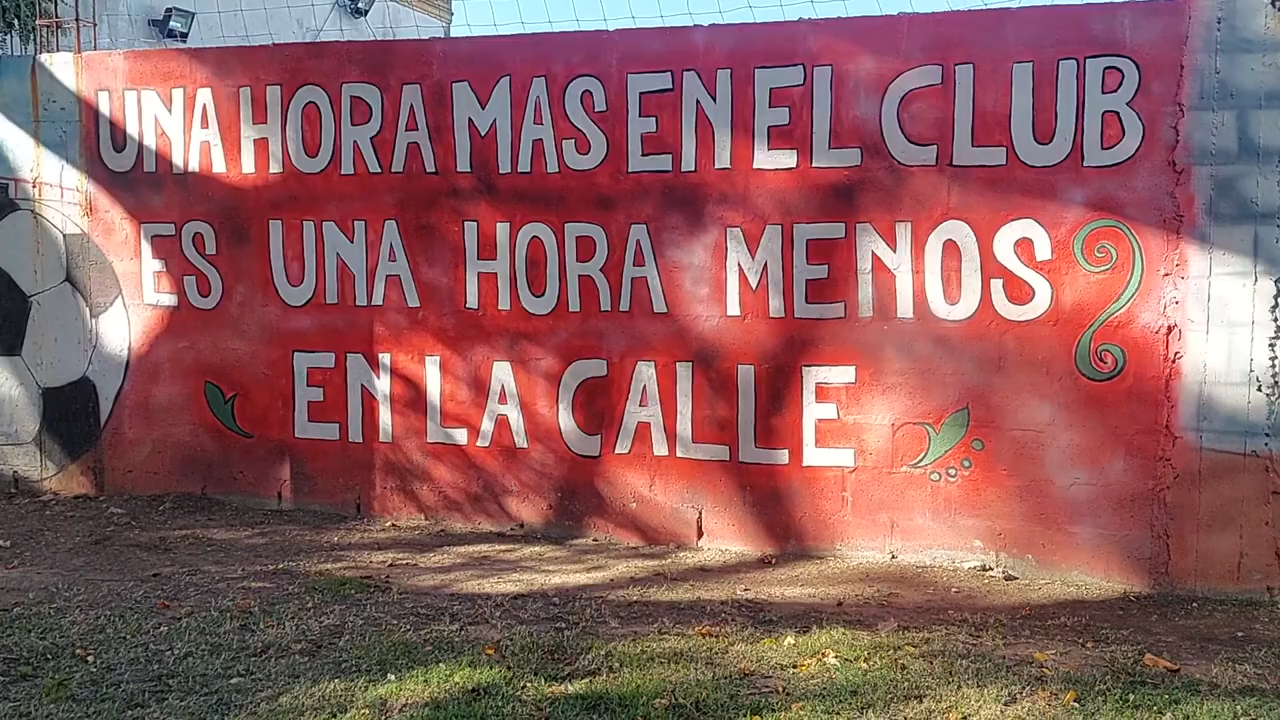 UNA HORA MAS EN EL CLUB
ES UNA HORA MENOS
EN LA CALLE